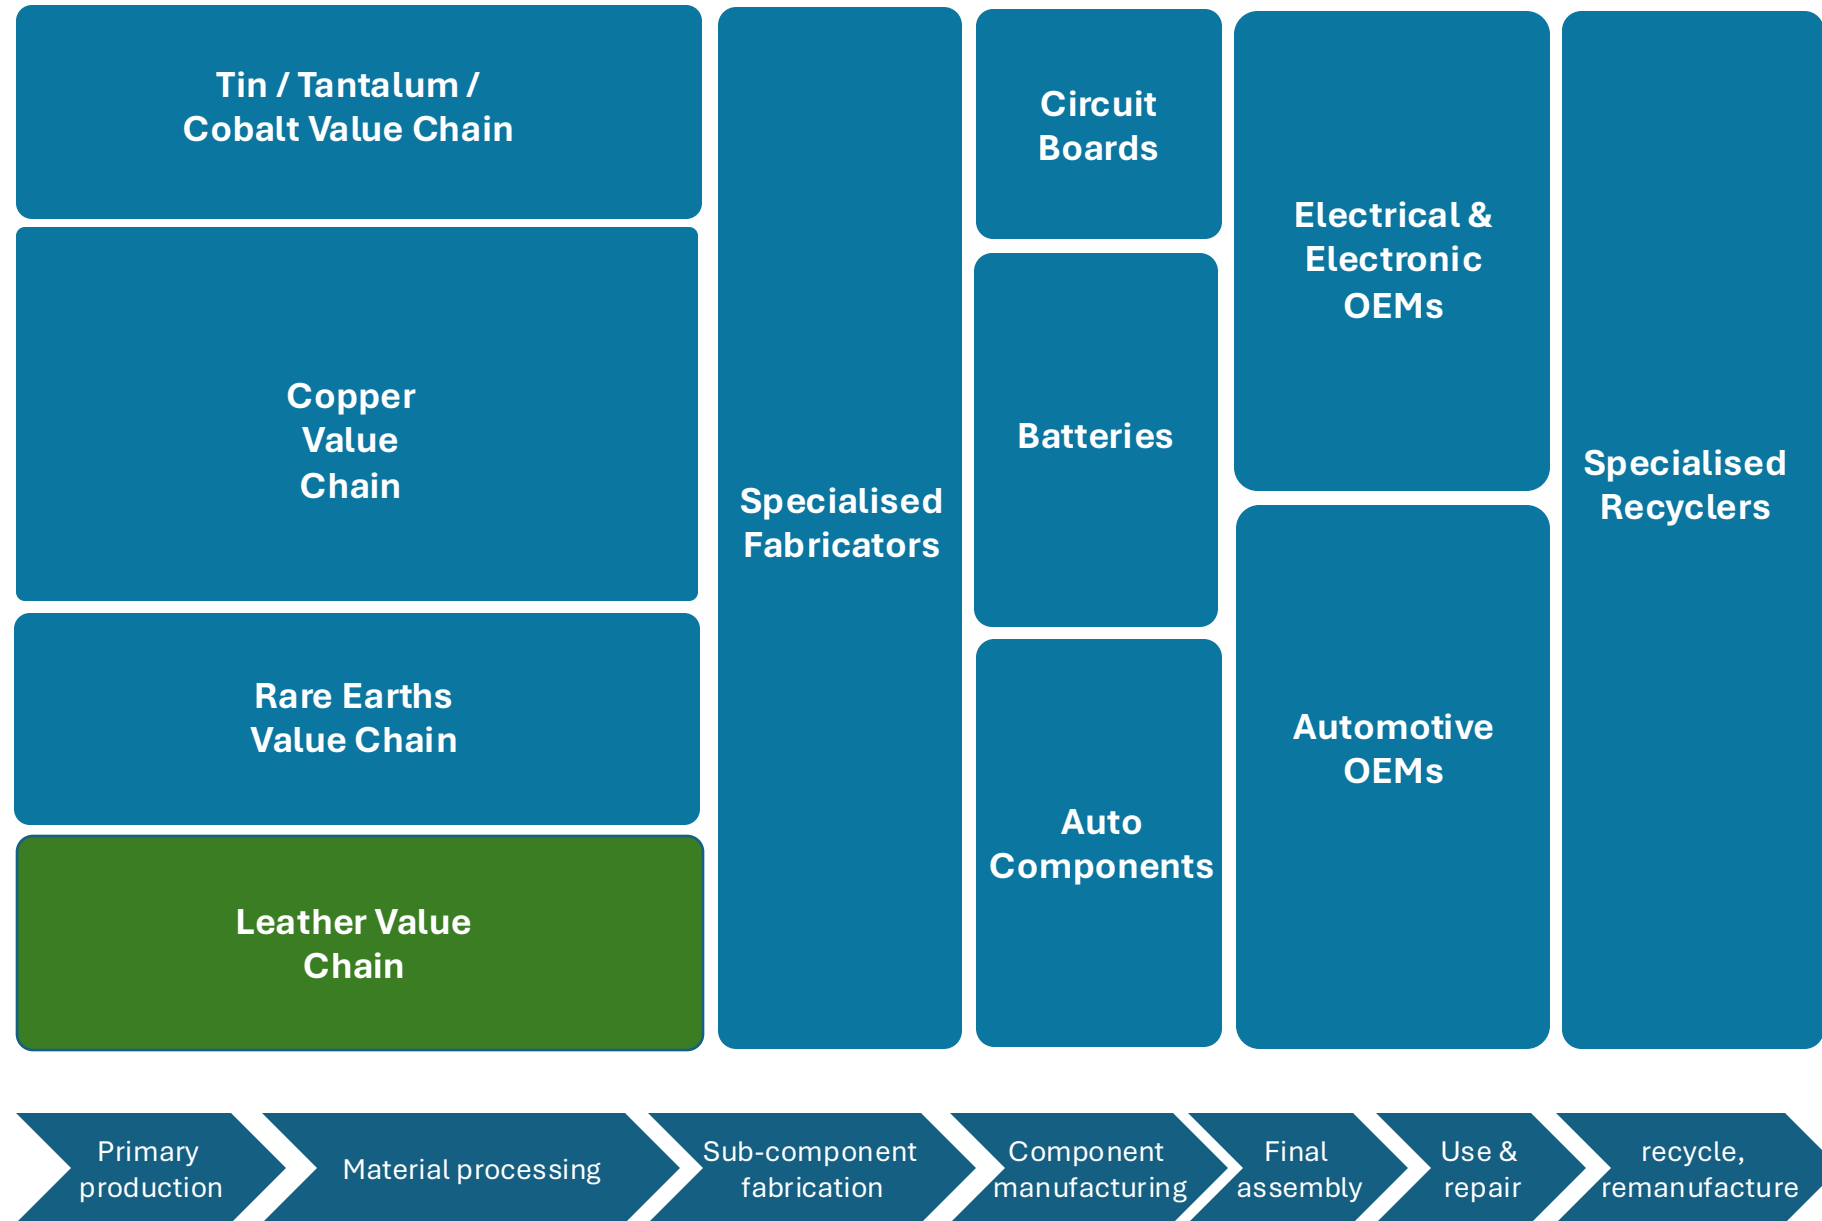 Tin / Tantalum /
Cobalt Value Chain
Copper
Value
Chain
Rare Earths
Value Chain
Leather Value
Chain
Specialised
Fabricators
Circuit
Boards
Batteries
Auto
Components
Electrical &
Electronic
OEMs
Automotive
OEMs
Specialised
Recyclers
Primary
production
Material processing
Sub-component
fabrication
Component
manufacturing
Final
assembly
Use &
repair
recycle,
remanufacture